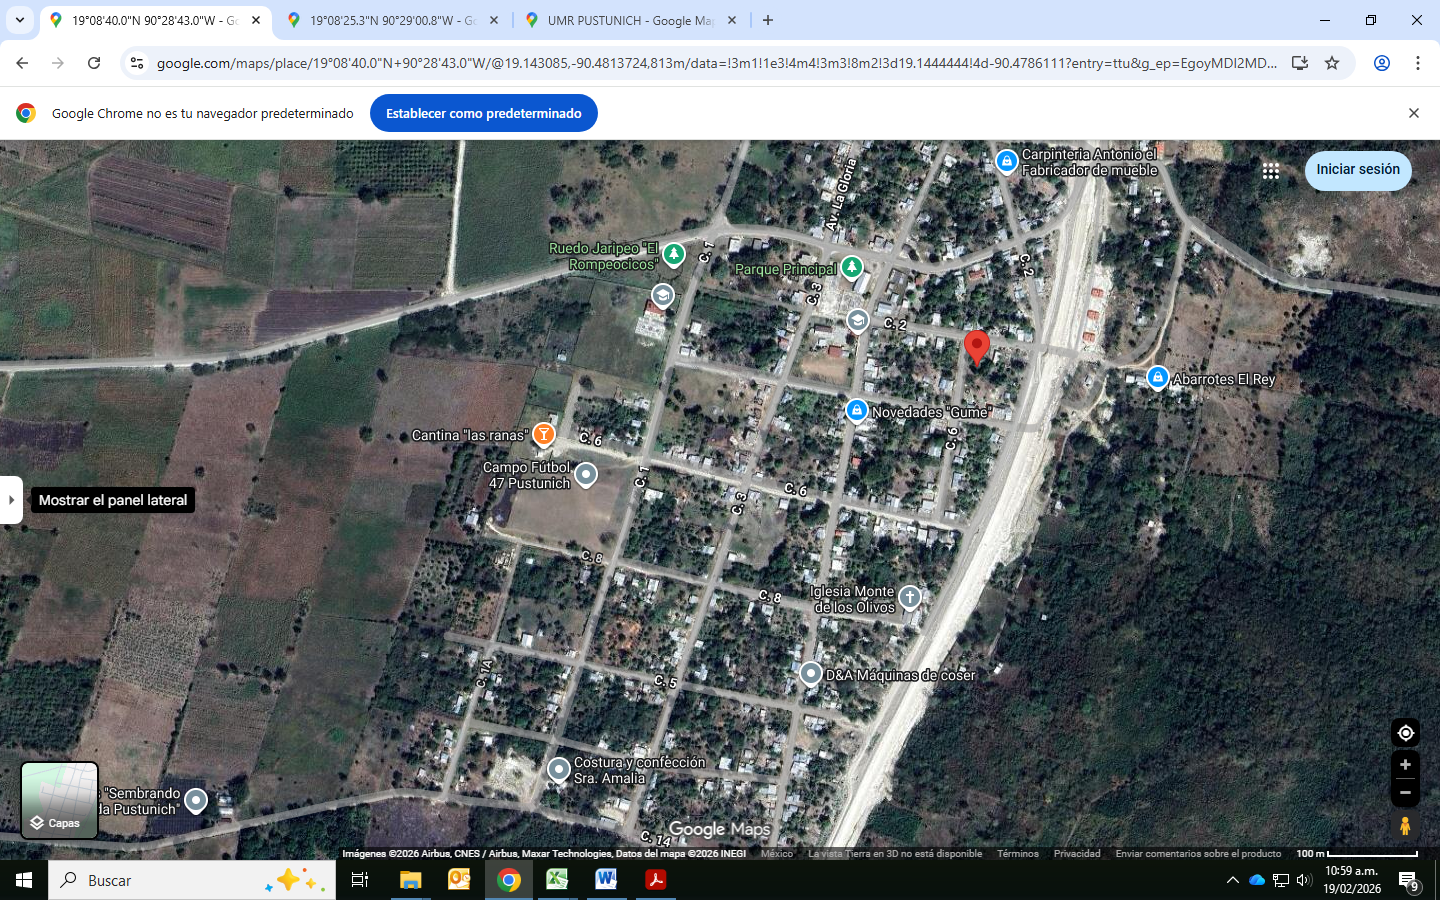 19°08'40.0"N 90°28'43.0"W - G
19°08'25.3"N 90°29'00.8"W - G
UMR PUSTUNICH - Google Ma
google.com/maps/place/19°08'40.0"N+90°28'43.0"W/@19.143085,-90.4813724,813m/data=!3m1!1e3!4m4!3m3!8m2!3d19.1444444!4d-90.4786111?entry=ttu&g_ep=EgoyMDI2MD...
Google Chrome no es tu navegador predeterminado
Establecer como predeterminado
Carpinteria Antonio el
Fabricador de mueble
Iniciar sesión
Av. La Gloria
Ruedo Jaripeo "El
Rompeocicos"
C. 1
Parque Principal
C. 2
C. 3
C. 2
Abarrotes El Rey
Novedades "Gume"
Cantina "las ranas"
C. 6
C. 6
Campo Fútbol
47 Pustunich
C. 1
C. 6
C. 3
Mostrar el panel lateral
C. 8
C. 8
Iglesia Monte
de los Olivos
C. 1A
C. 5
D&A Máquinas de coser
Costura y confección
Sra. Amalia
s "Sembrando
da Pustunich"
Capas
C. 14
Google Maps
Imágenes ©2026 Airbus, CNES / Airbus, Maxar Technologies, Datos del mapa ©2026 INEGI
México
La vista Tierra en 3D no está disponible
Términos
Privacidad
Enviar comentarios sobre el producto
100 m
Buscar
10:59 a.m.
19/02/2026
9